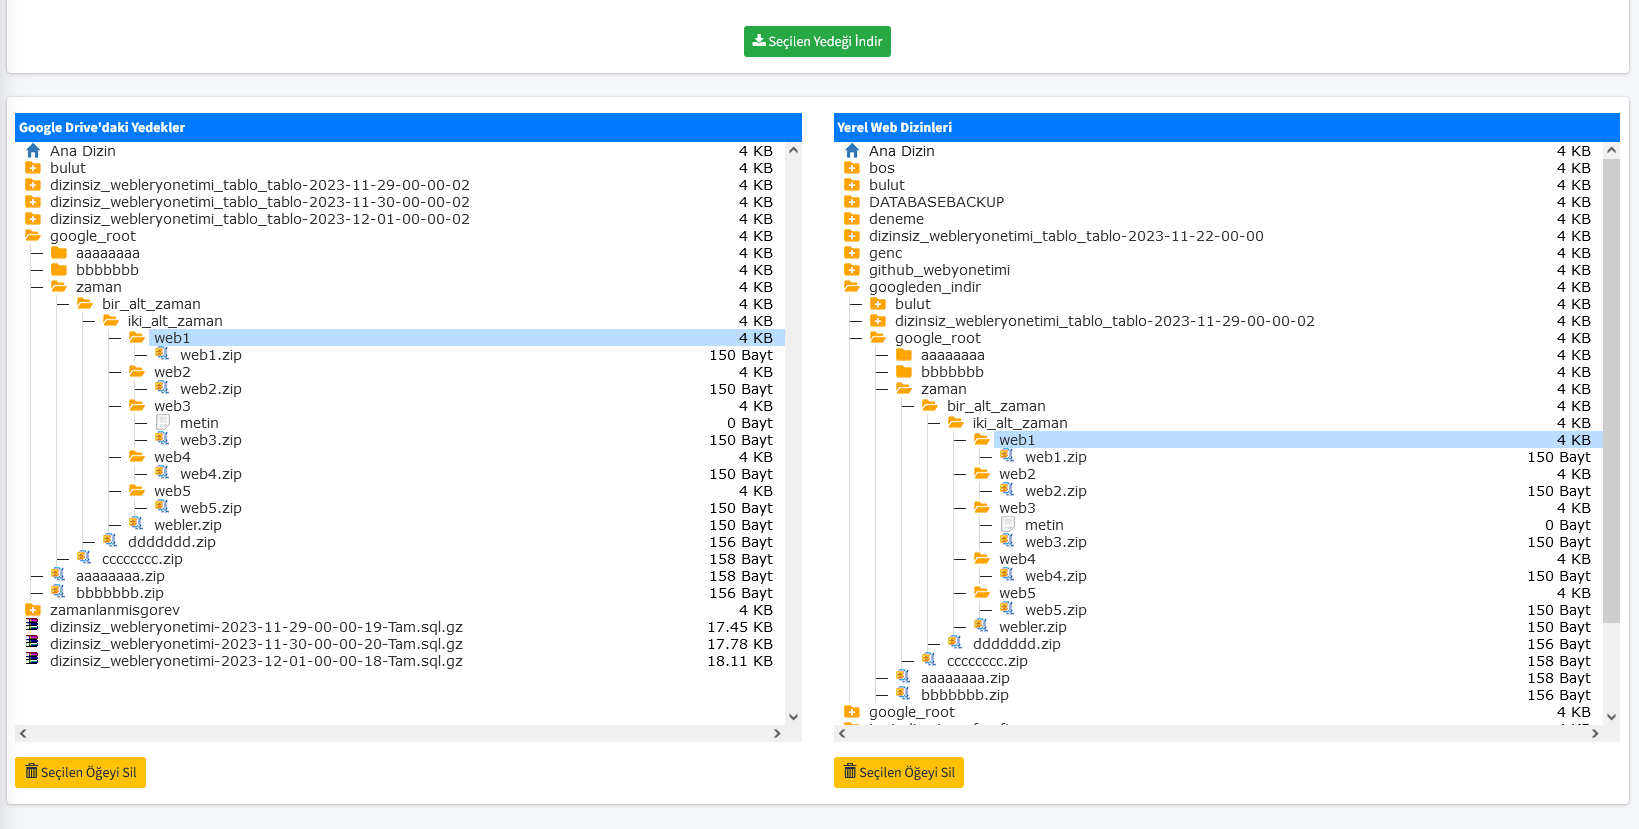 Seçilen Yedeği İndir
Google Drive'daki Yedekler
Ana Dizin 4 KB
bulut 4 KB
dizinsiz_webleryonetimi_tablo_tablo-2023-11-29-00-00-02 4 KB
dizinsiz_webleryonetimi_tablo_tablo-2023-11-30-00-00-02 4 KB
dizinsiz_webleryonetimi_tablo_tablo-2023-12-01-00-00-02 4 KB
google_root 4 KB
aaaaaaaa 4 KB
bbbbbbb 4 KB
zaman 4 KB
bir_alt_zaman 4 KB
iki_alt_zaman 4 KB
web1 4 KB
web1.zip 150 Bayt
web2 4 KB
web2.zip 150 Bayt
web3 4 KB
metin 0 Bayt
web3.zip 150 Bayt
web4 4 KB
web4.zip 150 Bayt
web5 4 KB
web5.zip 150 Bayt
webler.zip 150 Bayt
ddddddd.zip 156 Bayt
cccccccc.zip 158 Bayt
aaaaaaaa.zip 158 Bayt
bbbbbbb.zip 156 Bayt
zamanlanmisgorev 4 KB
dizinsiz_webleryonetimi-2023-11-29-00-00-19-Tam.sql.gz 17.45 KB
dizinsiz_webleryonetimi-2023-11-30-00-00-20-Tam.sql.gz 17.78 KB
dizinsiz_webleryonetimi-2023-12-01-00-00-18-Tam.sql.gz 18.11 KB
Seçilen Öğeyi Sil
Yerel Web Dizinleri
Ana Dizin 4 KB
bos 4 KB
bulut 4 KB
DATABASEBACKUP 4 KB
deneme 4 KB
dizinsiz_webleryonetimi_tablo_tablo-2023-11-22-00-00 4 KB
genc 4 KB
github_webyonetimi 4 KB
googleden_indir 4 KB
bulut 4 KB
dizinsiz_webleryonetimi_tablo_tablo-2023-11-29-00-00-02 4 KB
google_root 4 KB
aaaaaaaa 4 KB
bbbbbbb 4 KB
zaman 4 KB
bir_alt_zaman 4 KB
iki_alt_zaman 4 KB
web1 4 KB
web1.zip 150 Bayt
web2 4 KB
web2.zip 150 Bayt
web3 4 KB
metin 0 Bayt
web3.zip 150 Bayt
web4 4 KB
web4.zip 150 Bayt
web5 4 KB
web5.zip 150 Bayt
webler.zip 150 Bayt
ddddddd.zip 156 Bayt
cccccccc.zip 158 Bayt
aaaaaaaa.zip 158 Bayt
bbbbbbb.zip 156 Bayt
google_root 4 KB
Seçilen Öğeyi Sil